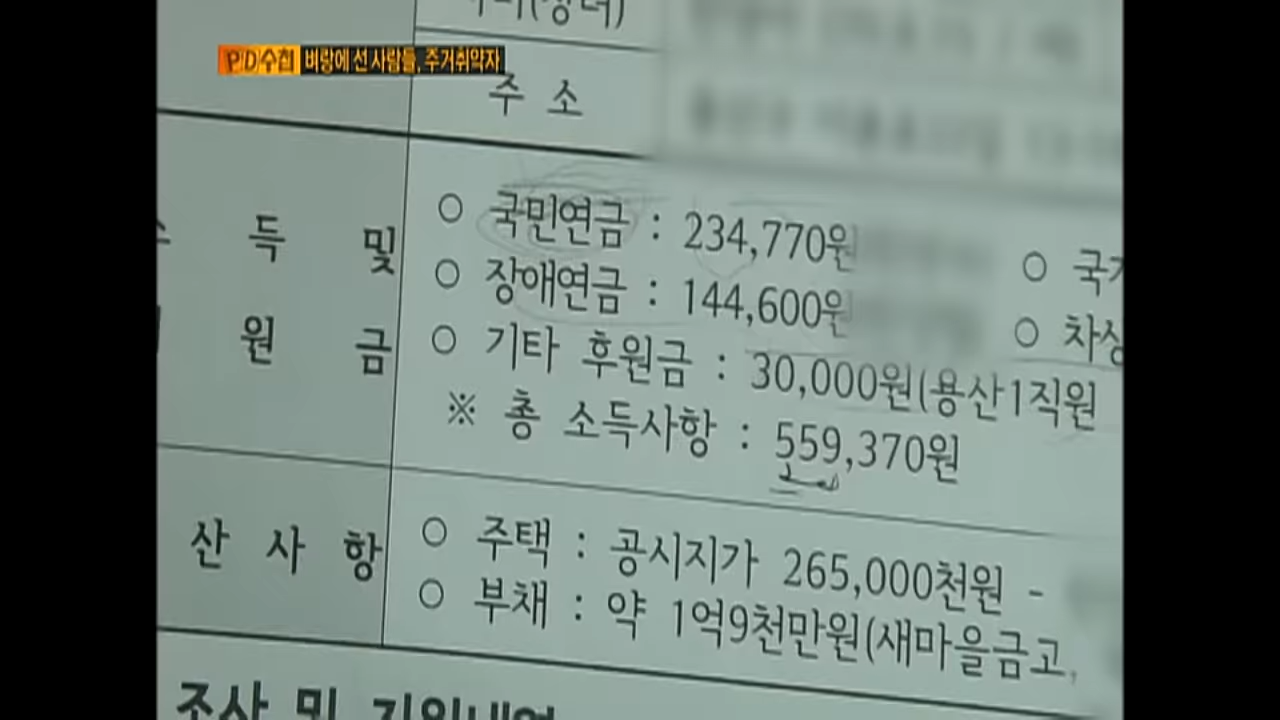 PD수첩 벼랑에 선 사람들, 주거취약자
주 소
득 및
원 금
○ 국민연금 : 234,770원
○ 장애연금 : 144,600원
○ 기타 후원금 : 30,000원(용산1직원
※ 총 소득사항 : 559,370원
산 사 항
○ 주택 : 공시지가 265,000천원 -
○ 부채 : 약 1억9천만원(새마을금고,
조사 및